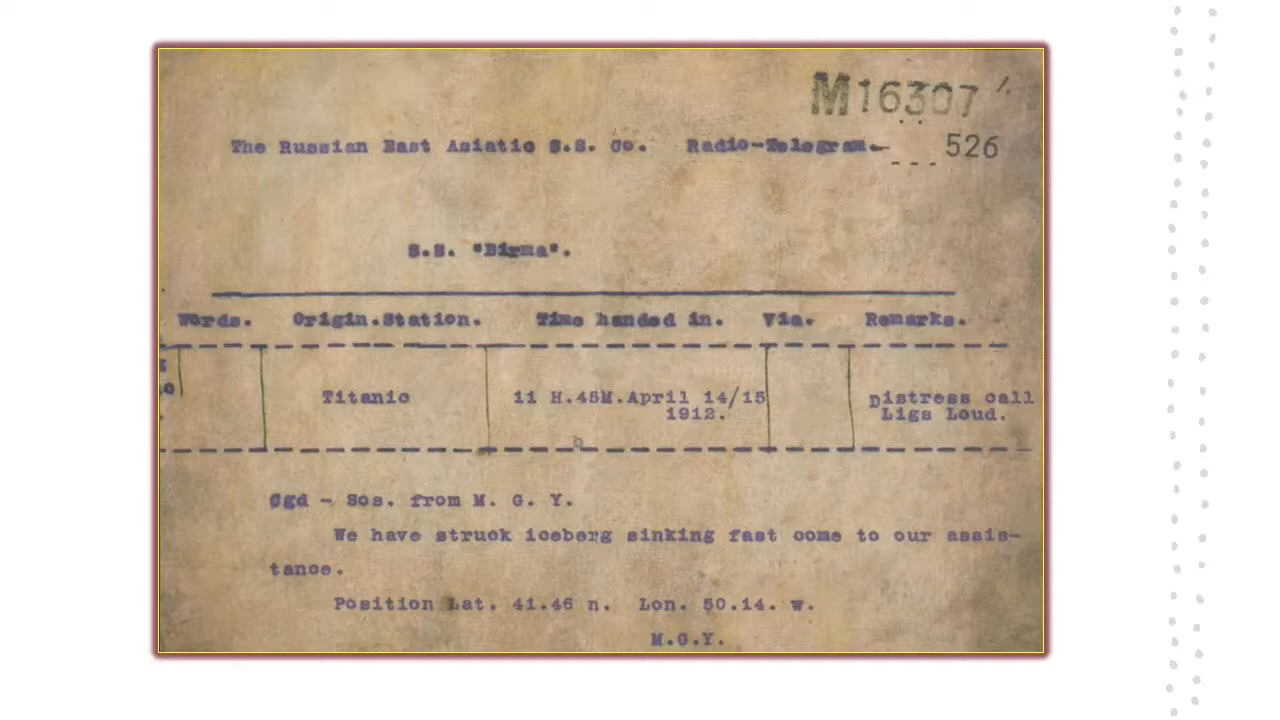 M16307
The Russian East Asiatic S.S. Co. Radio-Telegram.
526
S.S. "Birma".
Words. Origin.Station. Time handed in. Via. Remarks.
Titanic 11 H.45M.April 14/15 Distress call
1912. Ligs Loud.
Cgd - Sos. from M. G. Y.
We have struck iceberg sinking fast come to our assis-
tance.
Position Lat. 41.46 n. Lon. 50.14. w.
M.G.Y.